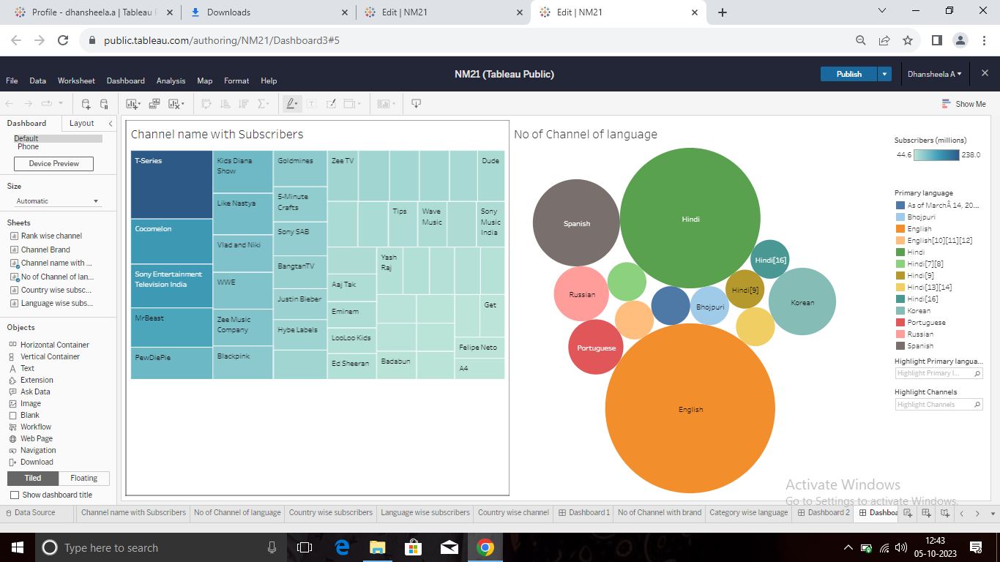 Profile - dhansheela.a | Tableau P
Downloads
Edit | NM21
Edit | NM21
public.tableau.com/authoring/NM21/Dashboard3#5
NM21 (Tableau Public)
Publish
Dhansheela A
File Data Worksheet Dashboard Analysis Map Format Help
Show Me
Dashboard Layout
Default
Phone
Device Preview
Size
Automatic
Sheets
Rank wise channel
Channel Brand
Channel name with ...
No of Channel of lan...
Country wise subsc...
Language wise subs...
Objects
Horizontal Container
Vertical Container
Text
Extension
Ask Data
Image
Blank
Workflow
Web Page
Navigation
Download
Tiled Floating
Show dashboard title
Channel name with Subscribers
T-Series
Cocomelon
Sony Entertainment
Television India
MrBeast
PewDiePie
Kids Diana
Show
Like Nastya
Vlad and Niki
WWE
Zee Music
Company
Blackpink
Goldmines
5-Minute
Crafts
Sony SAB
BangtanTV
Justin Bieber
Hybe Labels
Zee TV
Dude
Tips
Wave
Music
Sony
Music
India
Aaj Tak
Eminem
LooLoo Kids
Ed Sheeran
Yash
Raj
Badabun
Get
Felipe Neto
A4
No of Channel of language
Spanish
Hindi
Hindi[16]
Russian
Hindi[9]
Korean
Bhojpuri
Portuguese
English
Subscribers (millions)
44.6 238.0
Primary language
As of MarchÂ 14, 20...
Bhojpuri
English
English[10][11][12]
Hindi
Hindi[7][8]
Hindi[9]
Hindi[13][14]
Hindi[16]
Korean
Portuguese
Russian
Spanish
Highlight Primary langua...
Highlight Primary l...
Highlight Channels
Highlight Channels
Activate Windows
Go to Settings to activate Windows.
Data Source
Channel name with Subscribers
No of Channel of language
Country wise subscribers
Language wise subscribers
Country wise channel
Dashboard 1
No of Channel with brand
Category wise language
Dashboard 2
Dashboa
Type here to search
12:43
05-10-2023